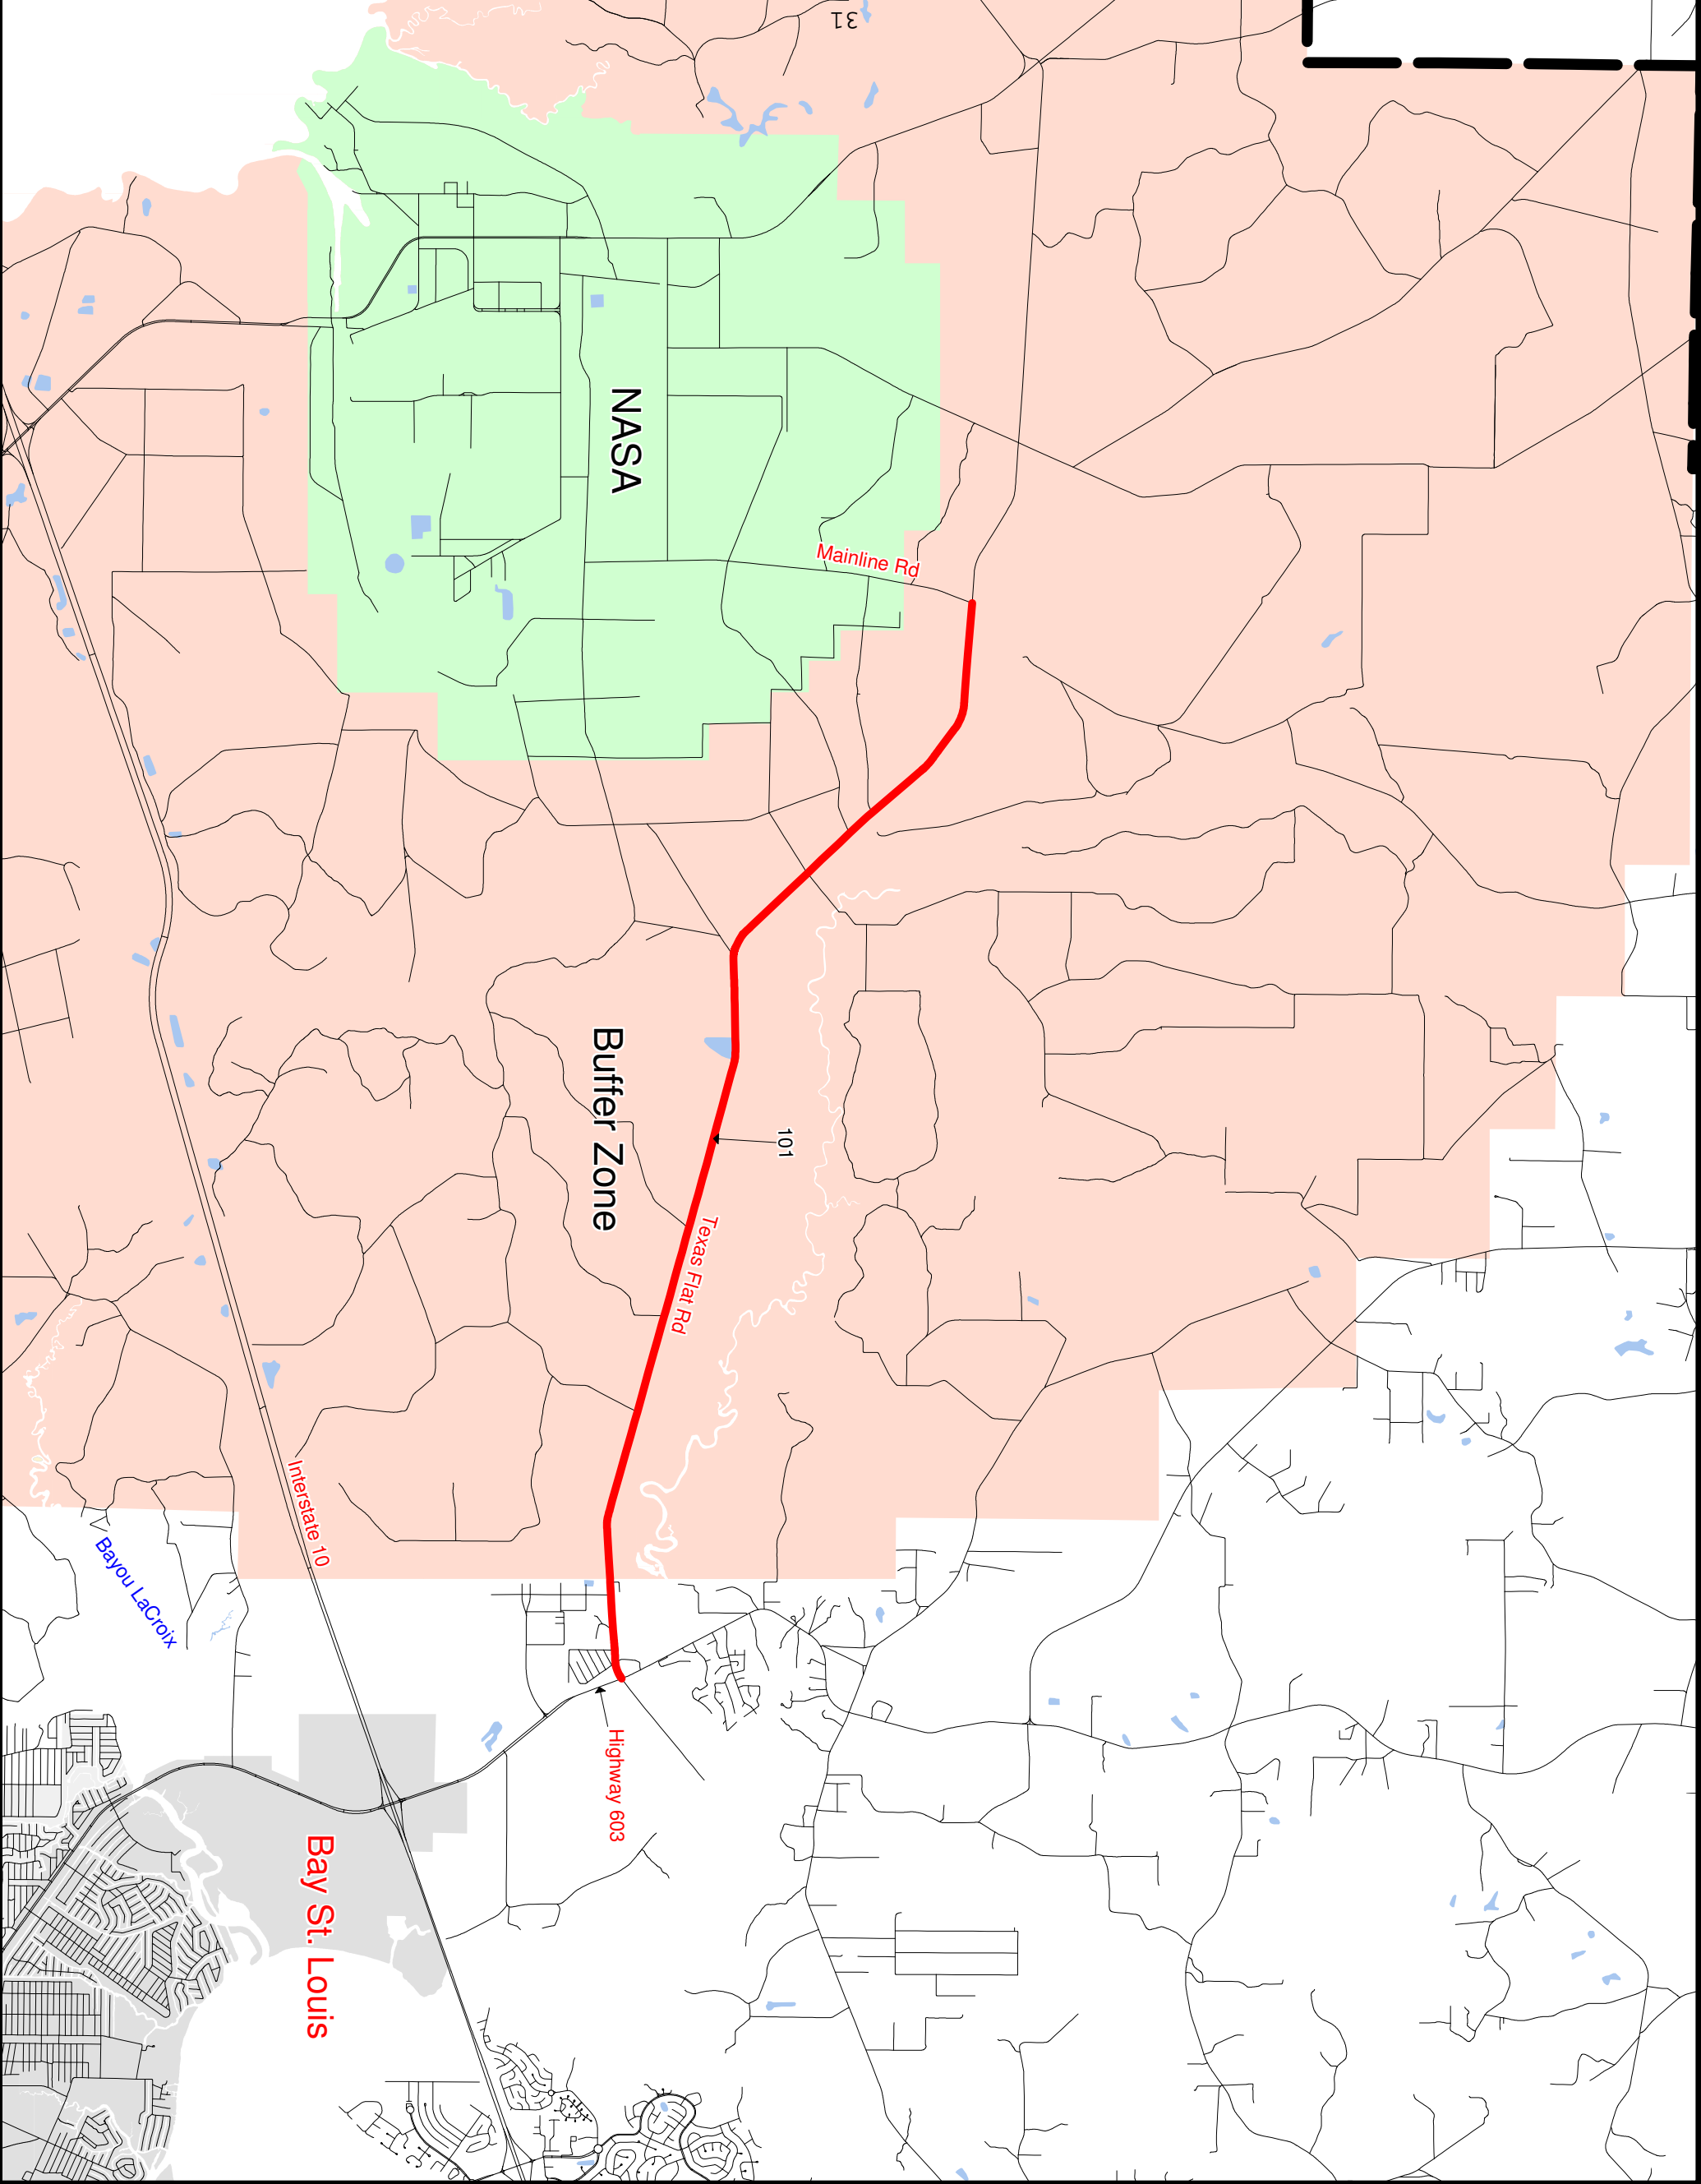 31
NASA
Mainline Rd
Buffer Zone
101
Texas Flat Rd
Interstate 10
Bayou LaCroix
Highway 603
Bay St. Louis